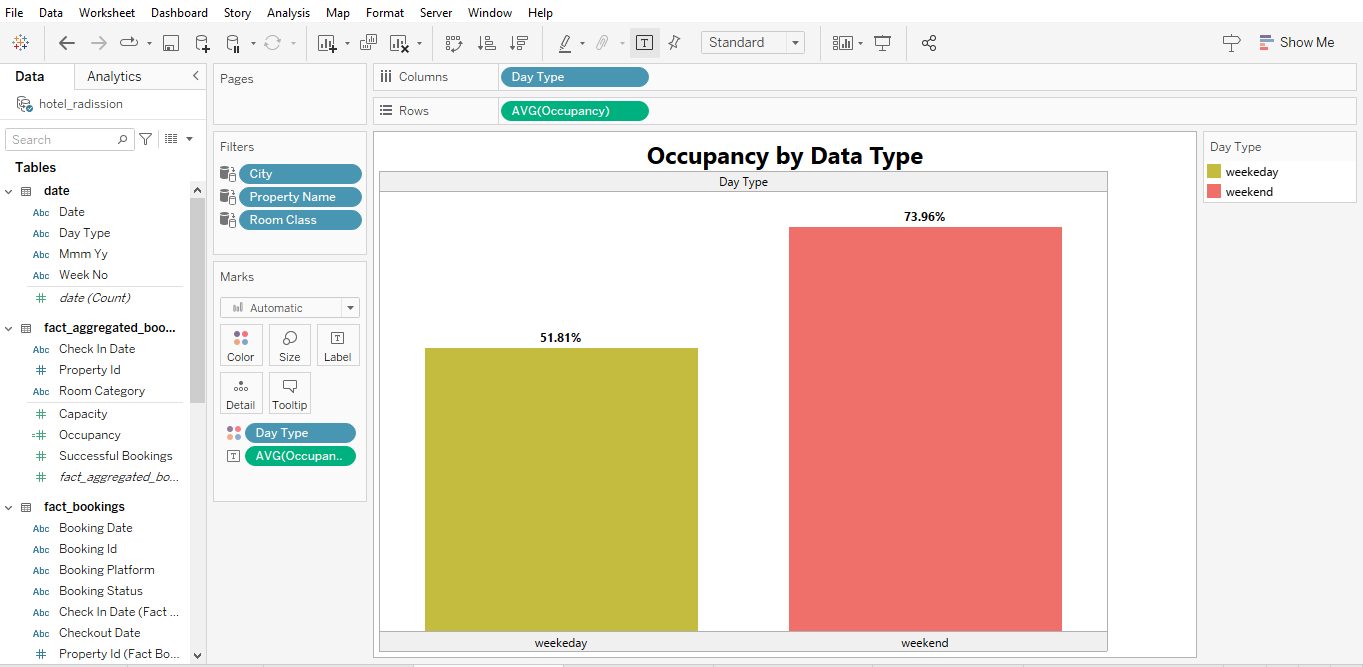 File Data Worksheet Dashboard Story Analysis Map Format Server Window Help
Standard
Show Me
Data Analytics
hotel_radission
Search
Tables
date
Abc Date
Abc Day Type
Abc Mmm Yy
Abc Week No
# date (Count)
fact_aggregated_boo...
Abc Check In Date
# Property Id
Abc Room Category
# Capacity
=# Occupancy
# Successful Bookings
# fact_aggregated_bo...
fact_bookings
Abc Booking Date
Abc Booking Id
Abc Booking Platform
Abc Booking Status
Abc Check In Date (Fact ...
Abc Checkout Date
# Property Id (Fact Bo...
Pages
Filters
City
Property Name
Room Class
Marks
Automatic
Color Size Label
Detail Tooltip
Day Type
AVG(Occupan..
Columns Day Type
Rows AVG(Occupancy)
Occupancy by Data Type
Day Type
73.96%
51.81%
weekeday weekend
Day Type
weekeday
weekend